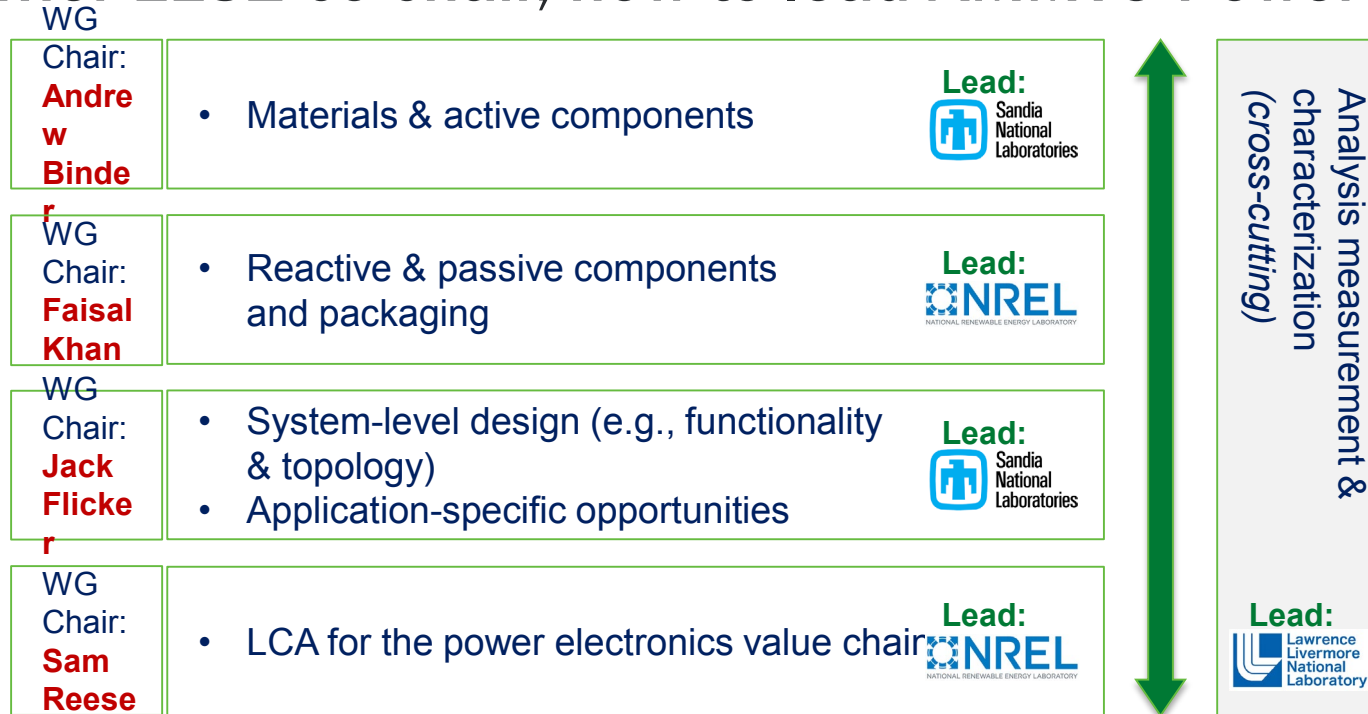 WG
Chair:
Andre
w
Binde
r
• Materials & active components
Lead:
Sandia
National
Laboratories
WG
Chair:
Faisal
Khan
• Reactive & passive components
and packaging
Lead:
NREL
NATIONAL RENEWABLE ENERGY LABORATORY
WG
Chair:
Jack
Flicke
r
• System-level design (e.g., functionality
& topology)
• Application-specific opportunities
Lead:
Sandia
National
Laboratories
WG
Chair:
Sam
Reese
• LCA for the power electronics value chain
Lead:
NREL
NATIONAL RENEWABLE ENERGY LABORATORY
Analysis measurement &
characterization
(cross-cutting)
Lead:
Lawrence
Livermore
National
Laboratory